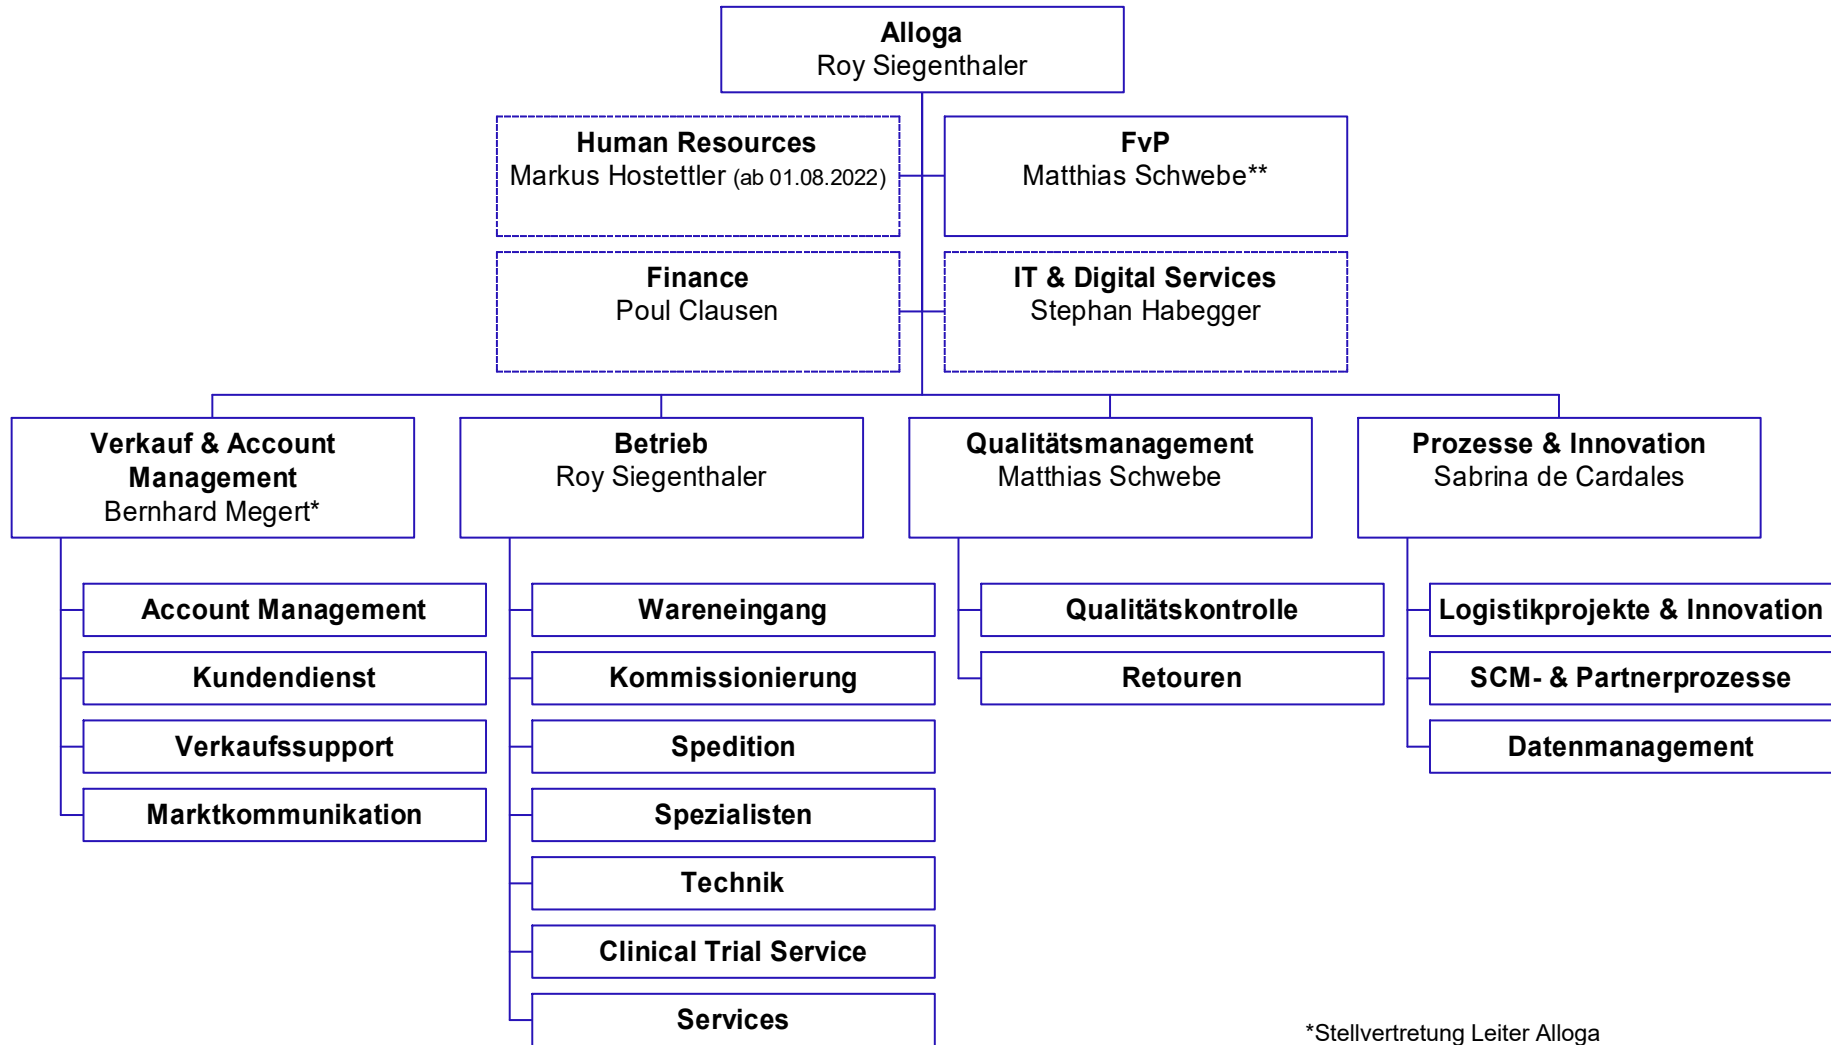 Alloga
Roy Siegenthaler
Human Resources
Markus Hostettler (ab 01.08.2022)
FvP
Matthias Schwebe**
Finance
Poul Clausen
IT & Digital Services
Stephan Habegger
Verkauf & Account
Management
Bernhard Megert*
Betrieb
Roy Siegenthaler
Qualitätsmanagement
Matthias Schwebe
Prozesse & Innovation
Sabrina de Cardales
Account Management
Kundendienst
Verkaufssupport
Marktkommunikation
Wareneingang
Kommissionierung
Spedition
Spezialisten
Technik
Clinical Trial Service
Services
Qualitätskontrolle
Retouren
Logistikprojekte & Innovation
SCM- & Partnerprozesse
Datenmanagement
*Stellvertretung Leiter Alloga